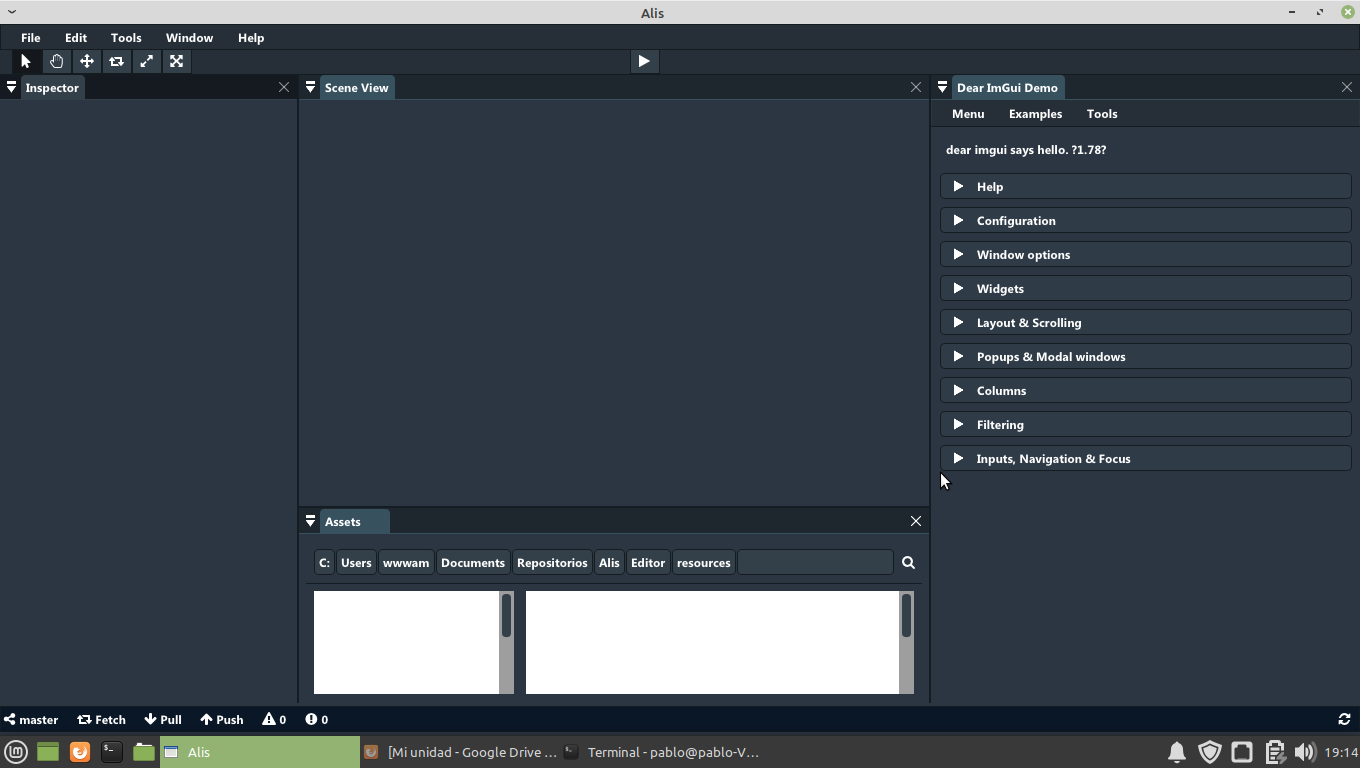 Alis
File Edit Tools Window Help
Inspector
Scene View
Dear ImGui Demo
Menu Examples Tools
dear imgui says hello. ?1.78?
Help
Configuration
Window options
Widgets
Layout & Scrolling
Popups & Modal windows
Columns
Filtering
Inputs, Navigation & Focus
Assets
C: Users wwwam Documents Repositorios Alis Editor resources
master Fetch Pull Push 0 0
Alis [Mi unidad - Google Drive ... Terminal - pablo@pablo-V... 19:14